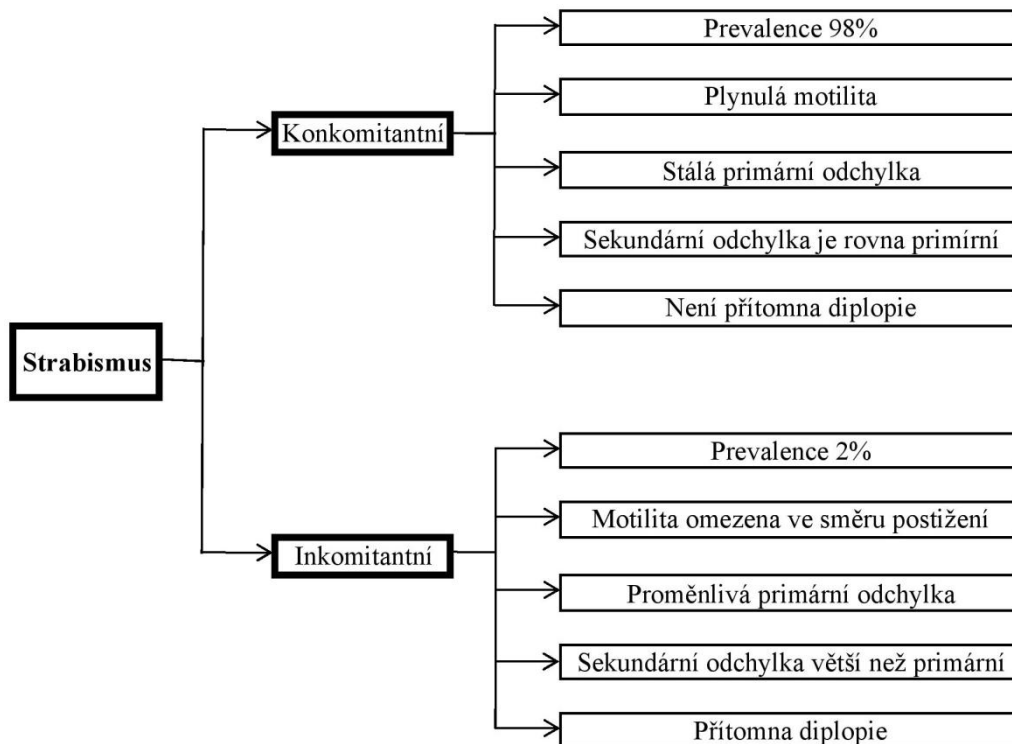 Strabismus
Konkomitantní
Prevalence 98%
Plynulá motilita
Stálá primární odchylka
Sekundární odchylka je rovna primírní
Není přítomna diplopie
Inkomitantní
Prevalence 2%
Motilita omezena ve směru postižení
Proměnlivá primární odchylka
Sekundární odchylka větší než primární
Přítomna diplopie